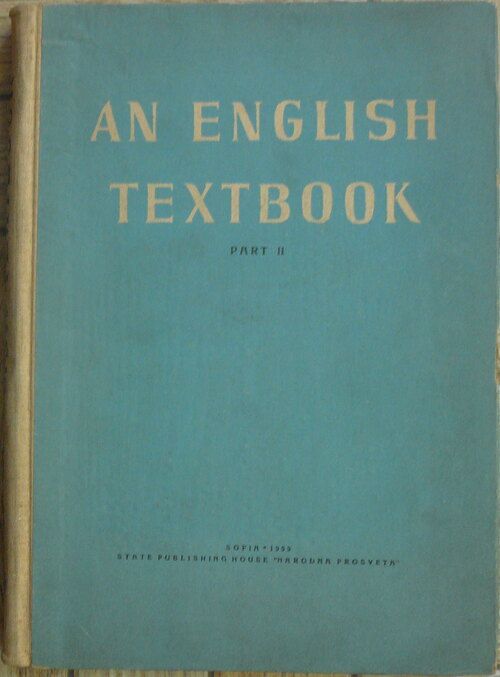 AN ENGLISH
TEXTBOOK
PART II
SOFIA * 1959
STATE PUBLISHING HOUSE "NARODNA PROSVETA"